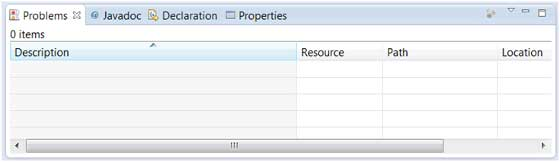 Problems @ Javadoc Declaration Properties
0 items
Description Resource Path Location